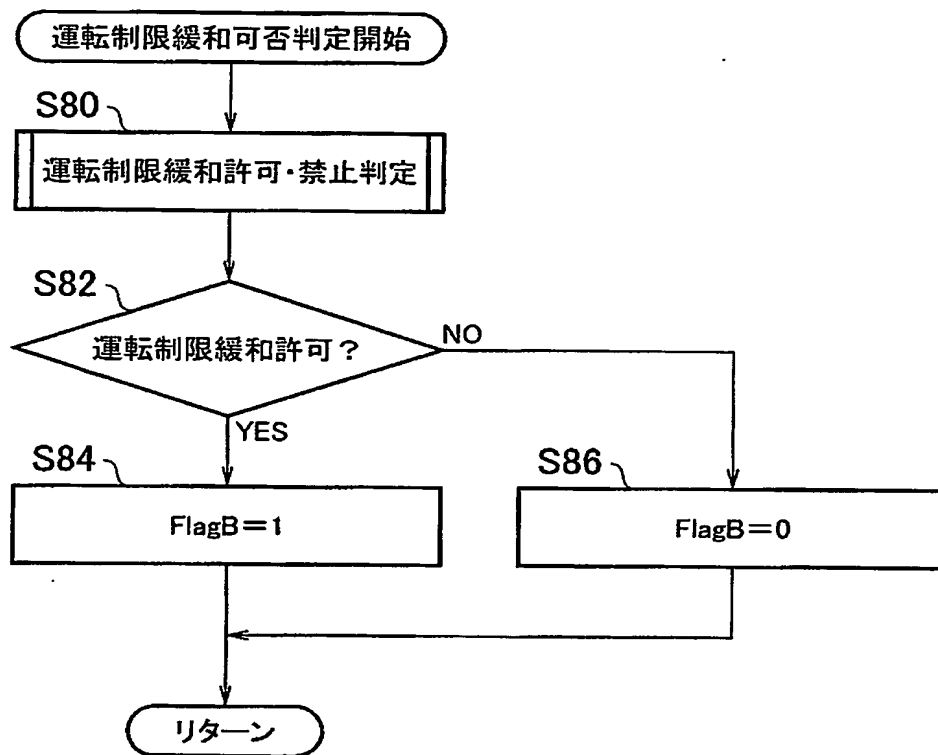 運転制限緩和可否判定開始
S80
運転制限緩和許可・禁止判定
S82
運転制限緩和許可？
NO
YES
S84
FlagB＝1
S86
FlagB＝0
リターン